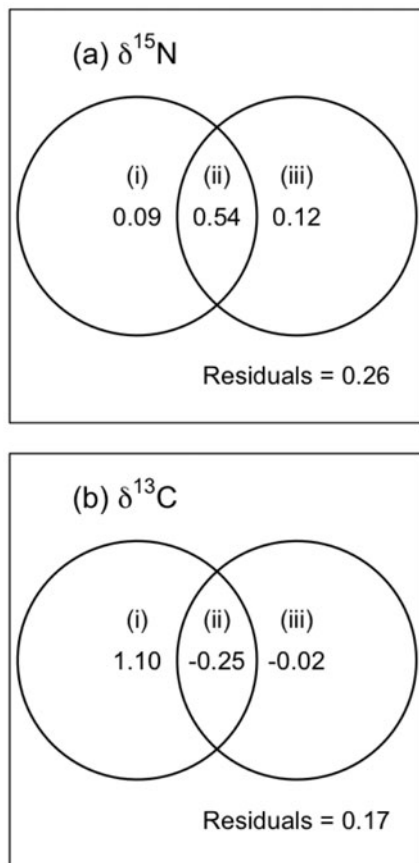 (a) δ¹⁵N
(i) (ii) (iii)
0.09 0.54 0.12
Residuals = 0.26
(b) δ¹³C
(i) (ii) (iii)
1.10 -0.25 -0.02
Residuals = 0.17